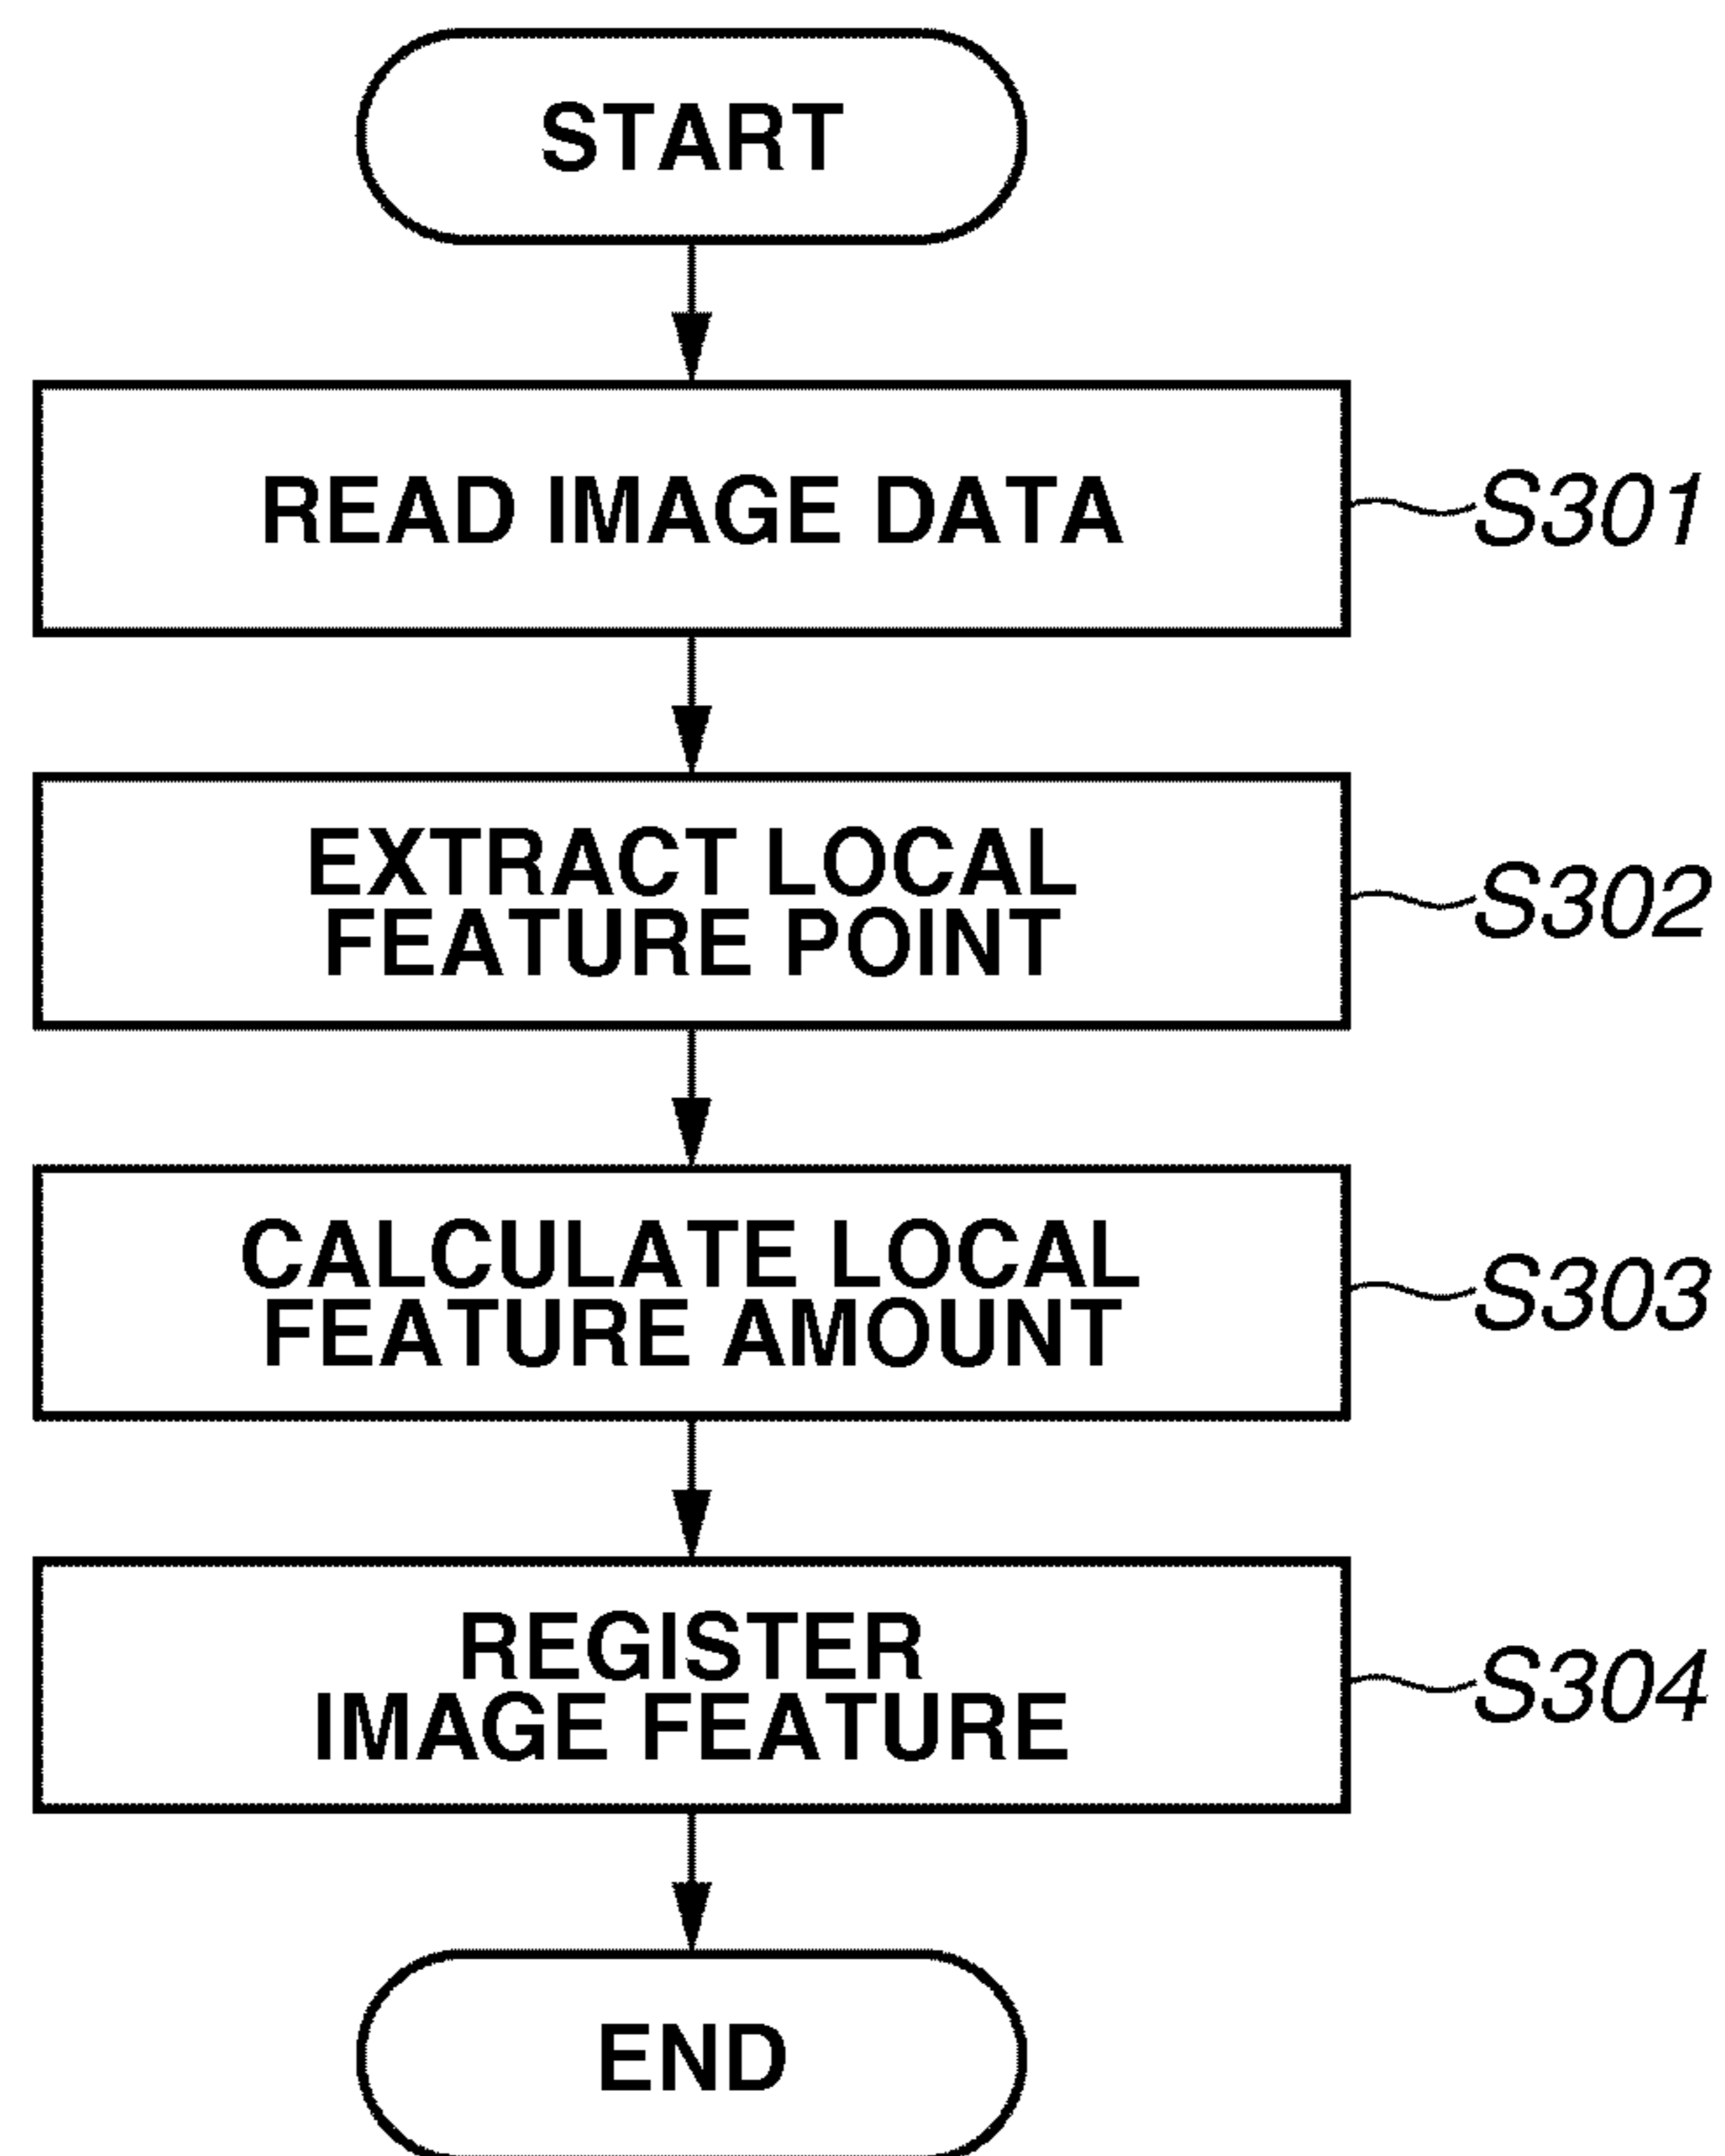 START
READ IMAGE DATA
S301
EXTRACT LOCAL
FEATURE POINT
S302
CALCULATE LOCAL
FEATURE AMOUNT
S303
REGISTER
IMAGE FEATURE
S304
END